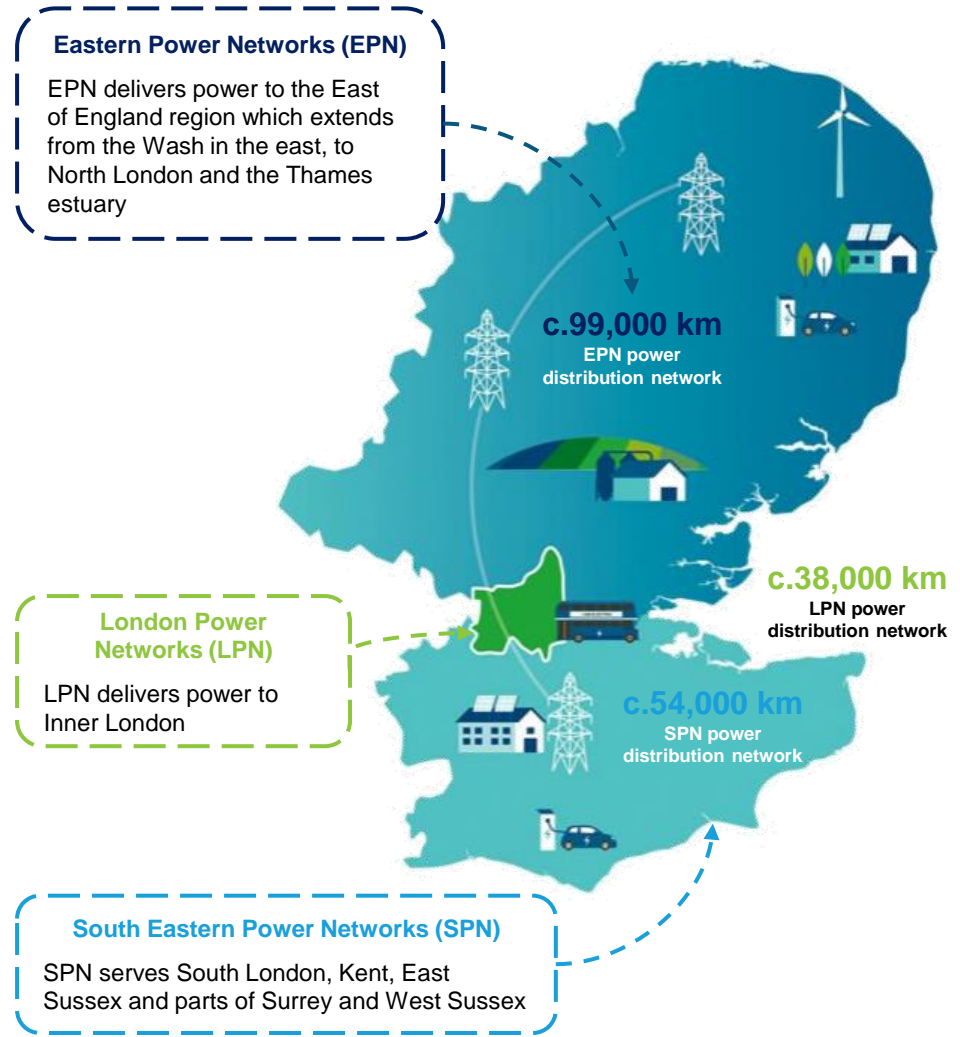 Eastern Power Networks (EPN)
EPN delivers power to the East
of England region which extends
from the Wash in the east, to
North London and the Thames
estuary
c.99,000 km
EPN power
distribution network
c.38,000 km
LPN power
distribution network
London Power
Networks (LPN)
LPN delivers power to
Inner London
c.54,000 km
SPN power
distribution network
South Eastern Power Networks (SPN)
SPN serves South London, Kent, East
Sussex and parts of Surrey and West Sussex